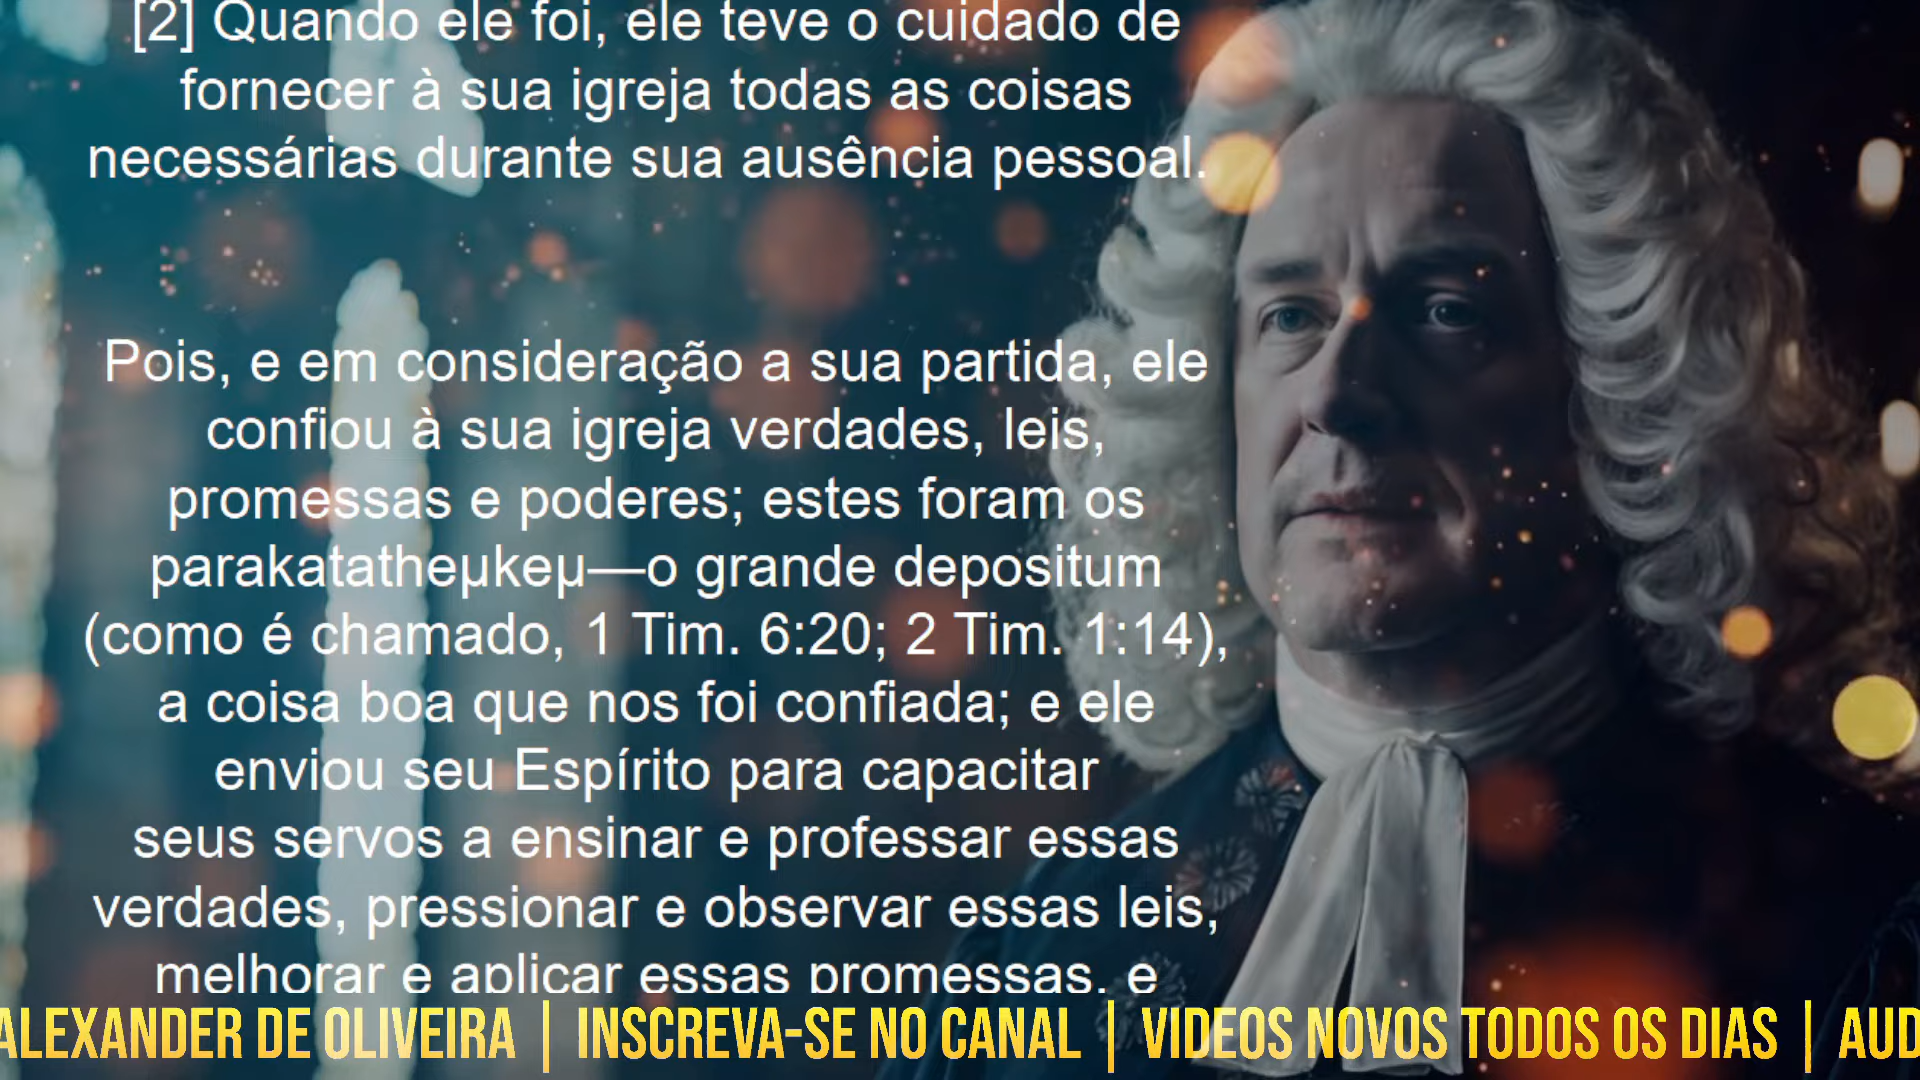 [2] Quando ele foi, ele teve o cuidado de
fornecer à sua igreja todas as coisas
necessárias durante sua ausência pessoal.
Pois, e em consideração a sua partida, ele
confiou à sua igreja verdades, leis,
promessas e poderes; estes foram os
parakatatheμkeμ—o grande depositum
(como é chamado, 1 Tim. 6:20; 2 Tim. 1:14),
a coisa boa que nos foi confiada; e ele
enviou seu Espírito para capacitar
seus servos a ensinar e professar essas
verdades, pressionar e observar essas leis,
melhorar e aplicar essas promessas, e
ALEXANDER DE OLIVEIRA | INSCREVA-SE NO CANAL | VIDEOS NOVOS TODOS OS DIAS | AUD